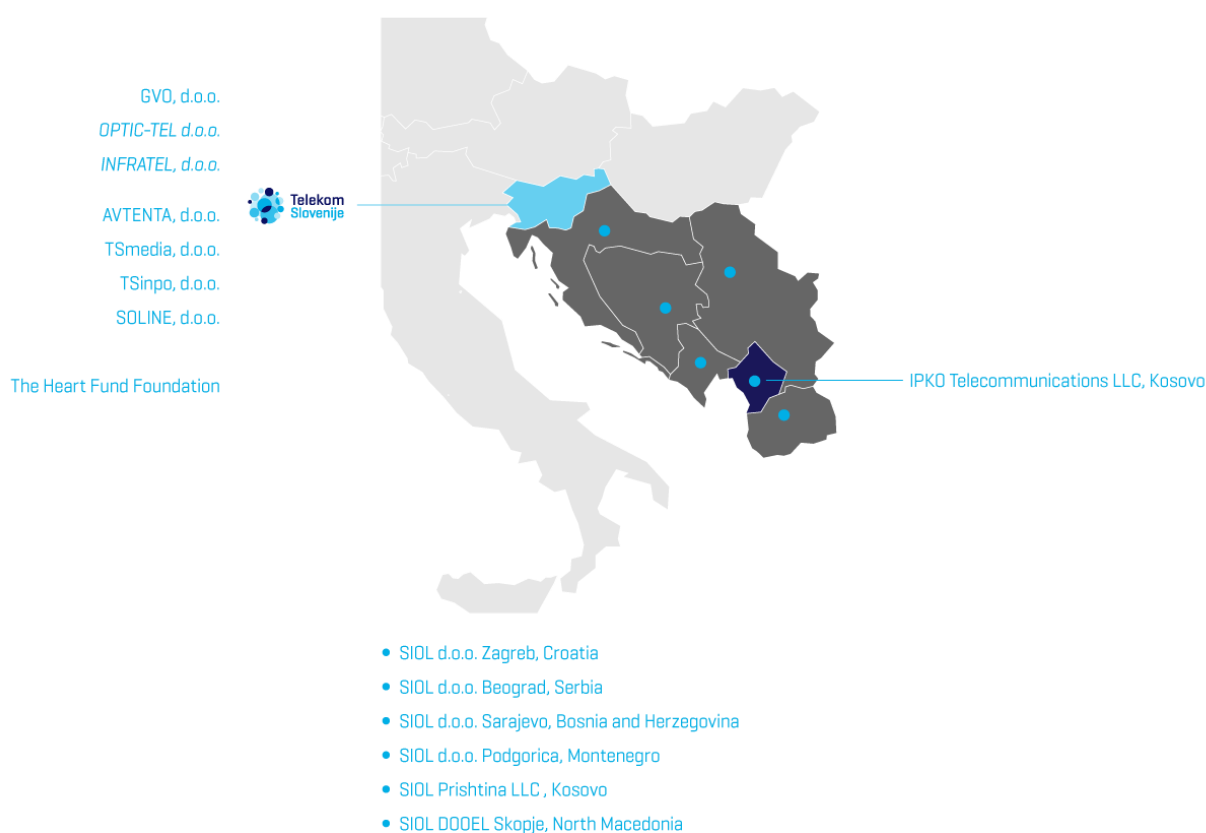 GVO, d.o.o.
OPTIC-TEL d.o.o.
INFRATEL, d.o.o.
AVTENTA, d.o.o.
TSmedia, d.o.o.
TSinpo, d.o.o.
SOLINE, d.o.o.
The Heart Fund Foundation
Telekom
Slovenije
IPKO Telecommunications LLC, Kosovo
• SIOL d.o.o. Zagreb, Croatia
• SIOL d.o.o. Beograd, Serbia
• SIOL d.o.o. Sarajevo, Bosnia and Herzegovina
• SIOL d.o.o. Podgorica, Montenegro
• SIOL Prishtina LLC , Kosovo
• SIOL DOOEL Skopje, North Macedonia